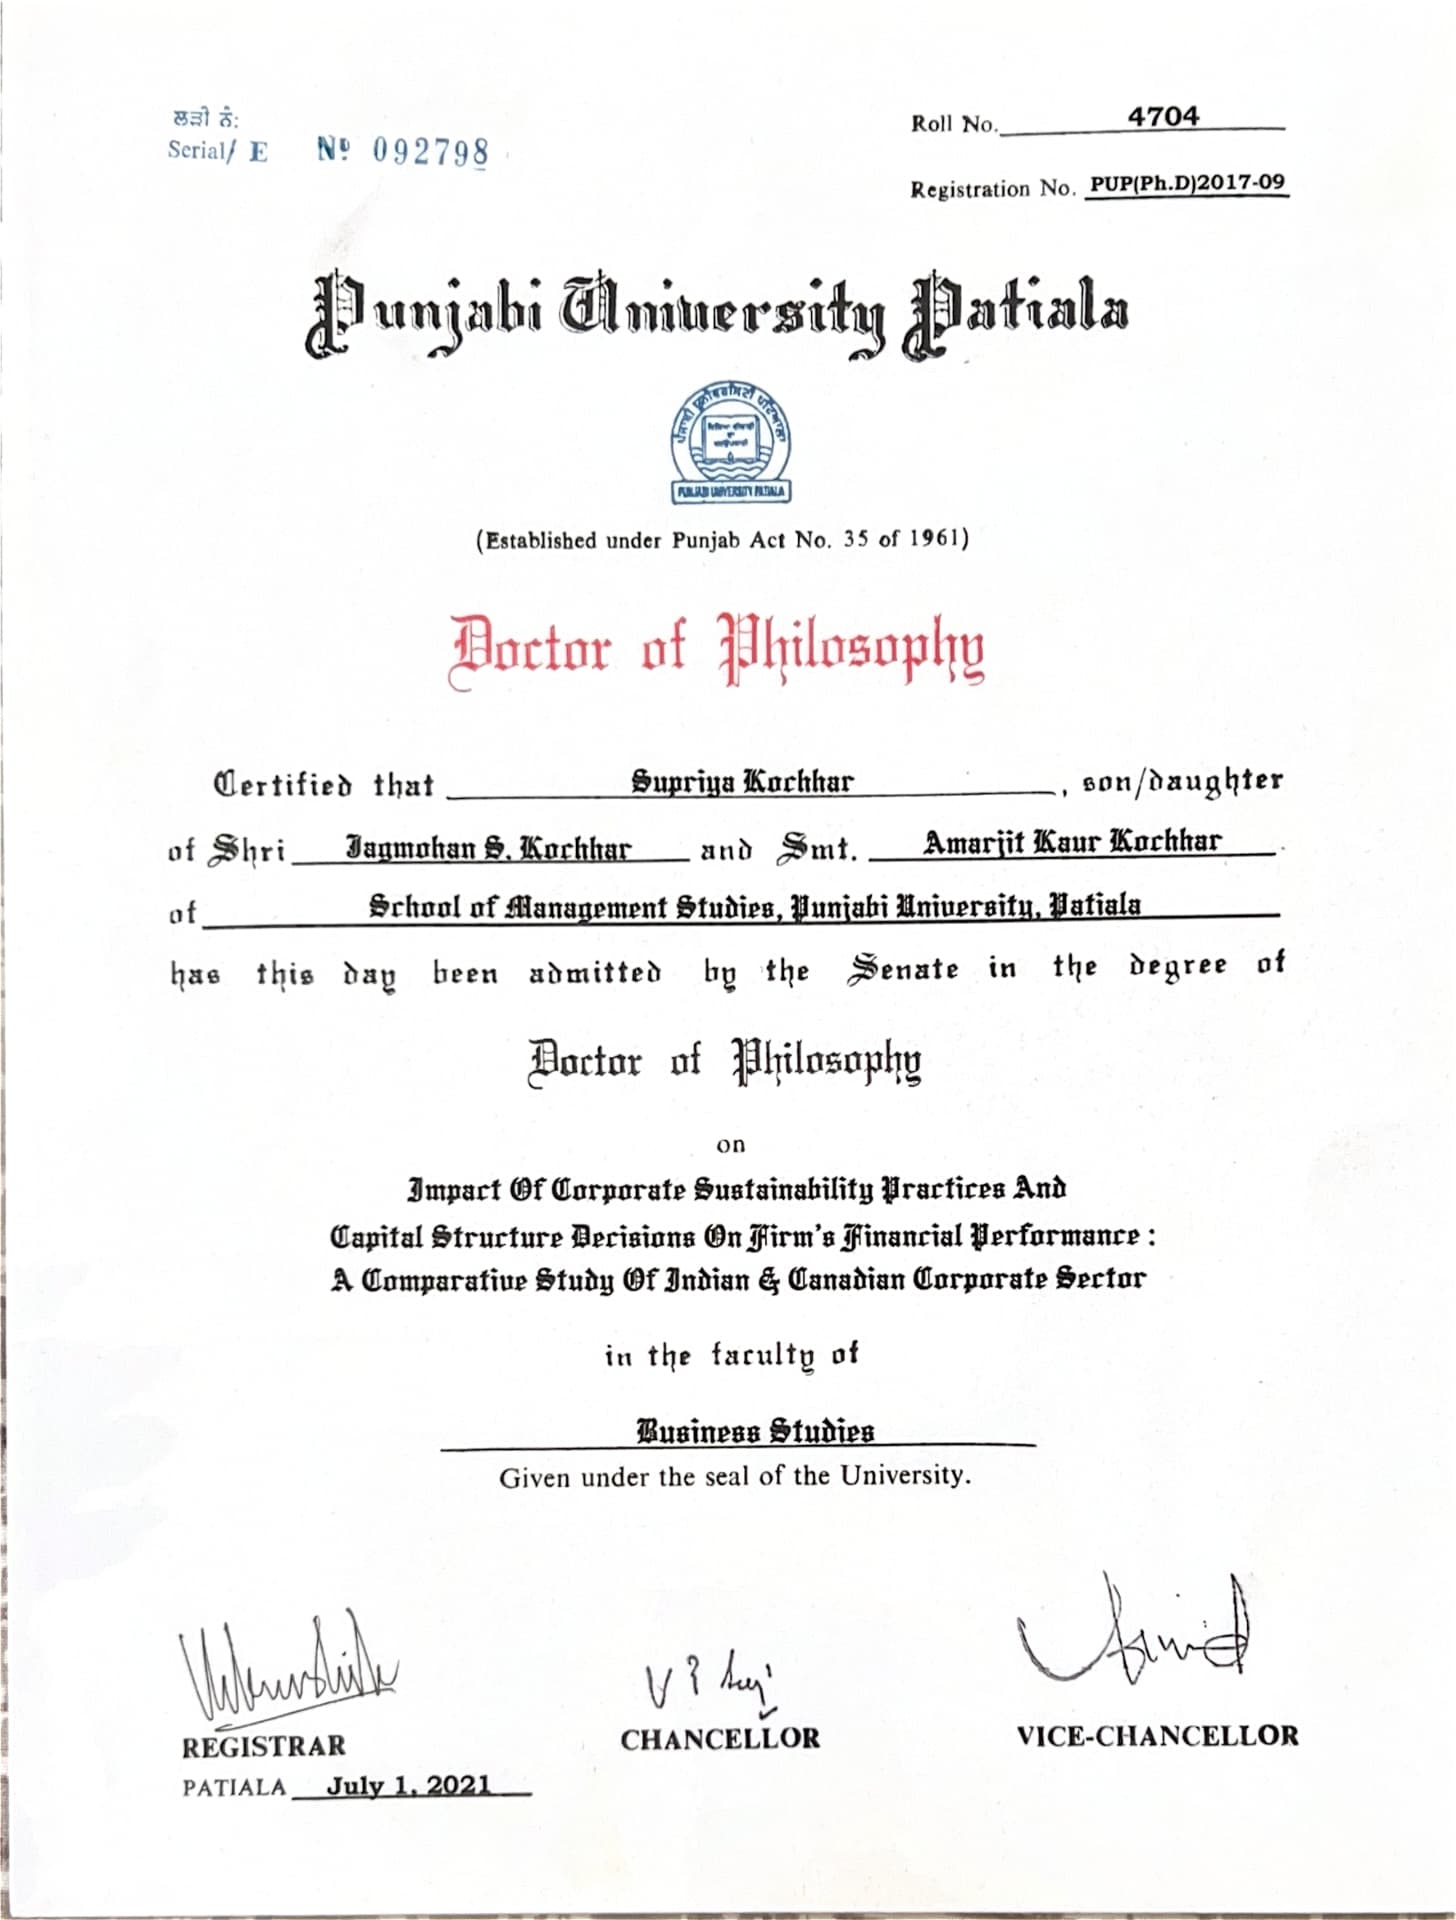 ਲੜੀ ਨੰ:
Serial/ E Nº 092798
Roll No. 4704
Registration No. PUP(Ph.D)2017-09
Punjabi University Patiala
ਪੰਜਾਬੀ ਯੂਨੀਵਰਸਿਟੀ ਪਟਿਆਲਾ
PUNJABI UNIVERSITY PATIALA
(Established under Punjab Act No. 35 of 1961)
Doctor of Philosophy
Certified that Supriya Kochhar, son/daughter
of Shri Jagmohan S. Kochhar and Smt. Amarjit Kaur Kochhar
of School of Management Studies, Punjabi University, Patiala
has this day been admitted by the Senate in the degree of
Doctor of Philosophy
on
Impact Of Corporate Sustainability Practices And
Capital Structure Decisions On Firm's Financial Performance :
A Comparative Study Of Indian & Canadian Corporate Sector
in the faculty of
Business Studies
Given under the seal of the University.
REGISTRAR
CHANCELLOR
VICE-CHANCELLOR
PATIALA July 1, 2021